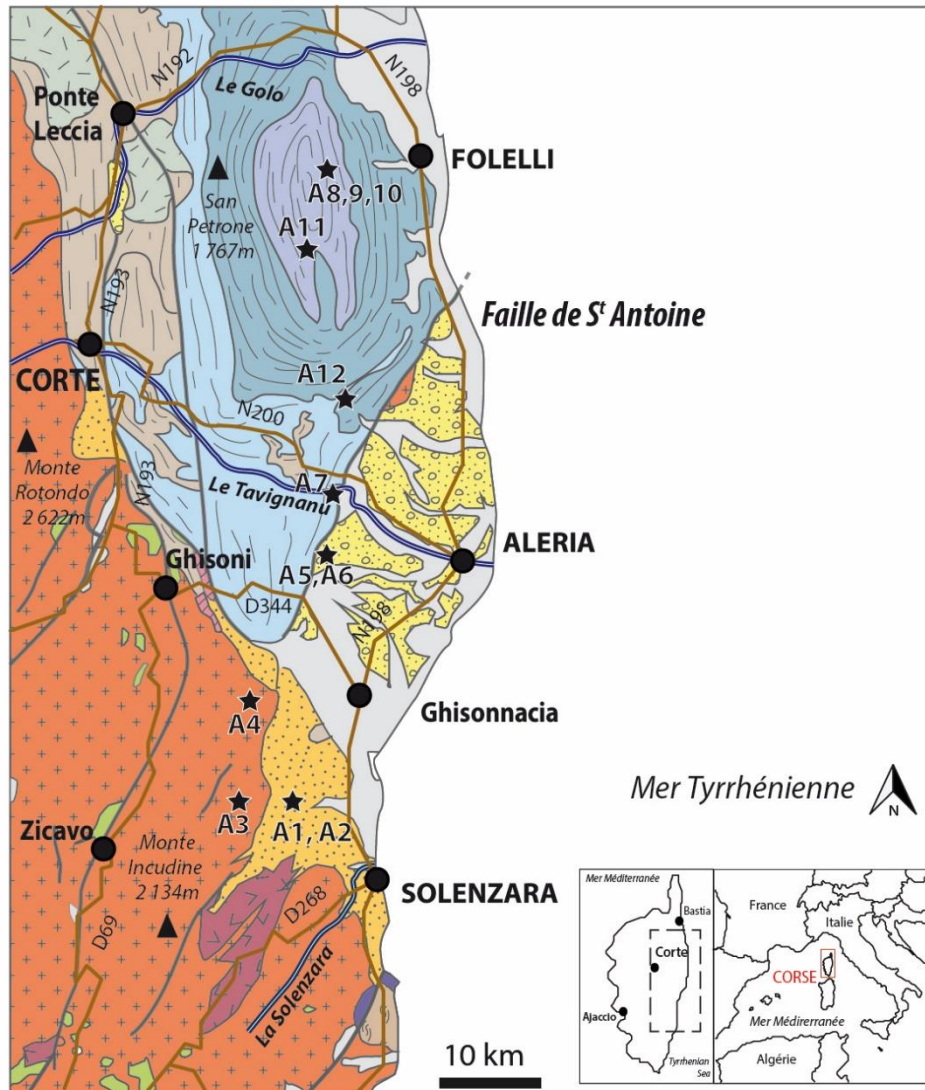 N192
N198
Le Golo
Ponte
Leccia
FOLELLI
San
Petrone
1 767m
A8,9,10
A11
N193
Faille de Sᵗ Antoine
CORTE
A12
N200
Monte
Rotondo
2 622m
N193
A7
Le Tavignanu
ALERIA
Ghisoni
A5, A6
D344
N198
Ghisonnacia
A4
Mer Tyrrhénienne
N
A3
A1, A2
Zicavo
Monte
Incudine
2 134m
D268
SOLENZARA
D69
La Solenzara
10 km
Mer Méditerranée
Bastia
Corte
Ajaccio
Tyrrhenian
Sea
France
Italie
CORSE
Mer Médirerranée
Algérie